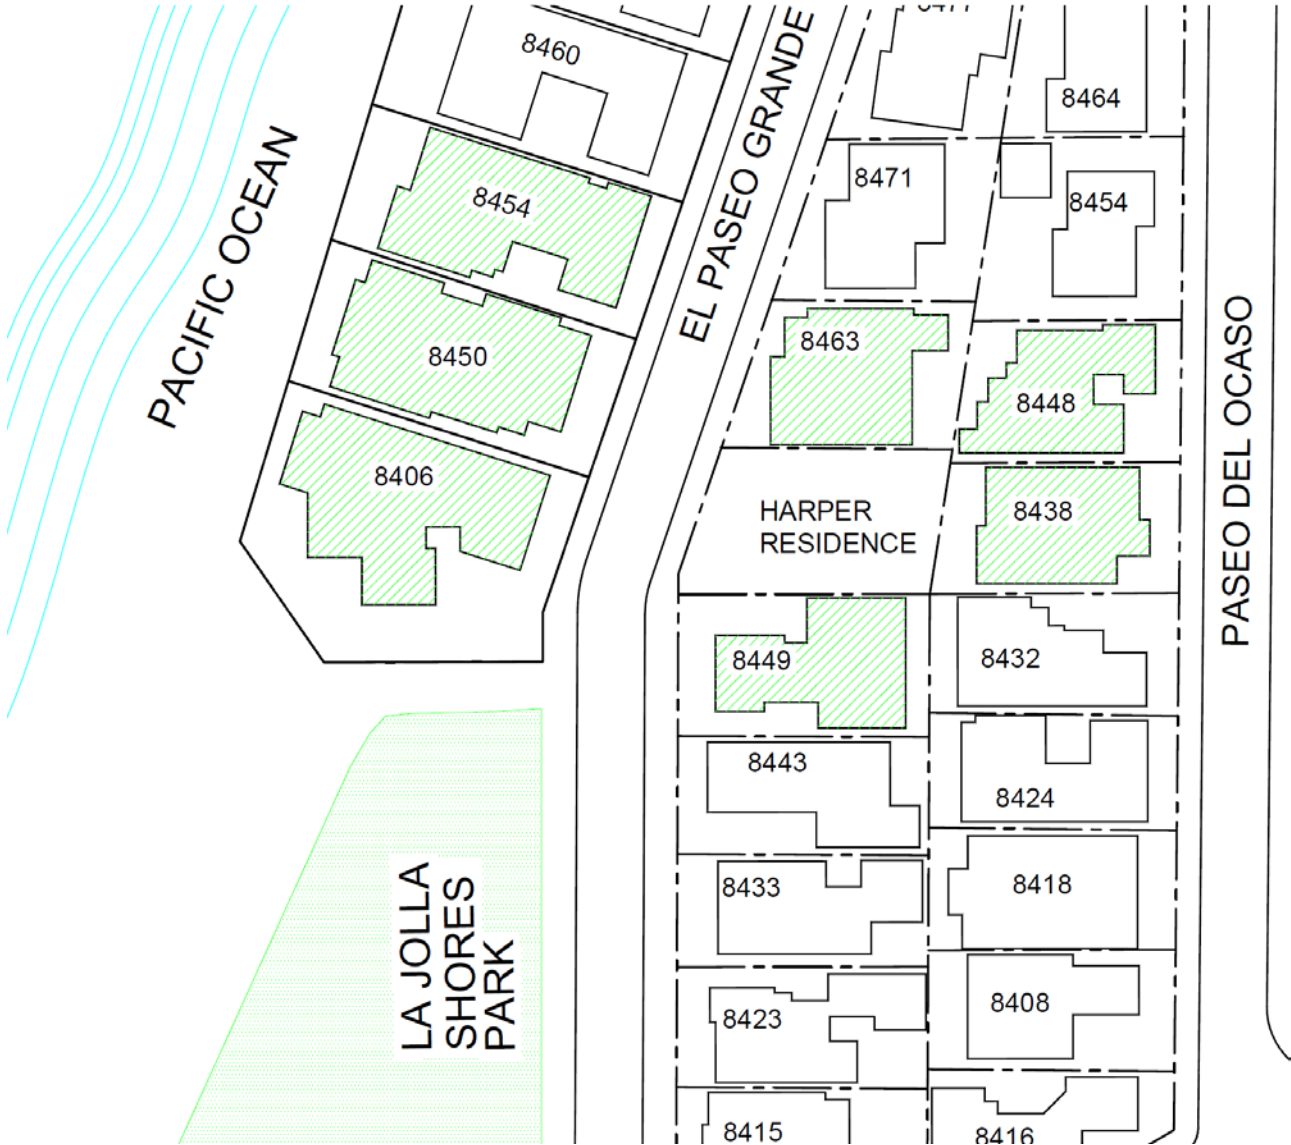 8477
8460
8464
8454
8471
8454
EL PASEO GRANDE
PACIFIC OCEAN
8463
8450
8448
PASEO DEL OCASO
8406
HARPER
RESIDENCE
8438
8449
8432
8443
8424
8433
8418
LA JOLLA
SHORES
PARK
8423
8408
8415
8416